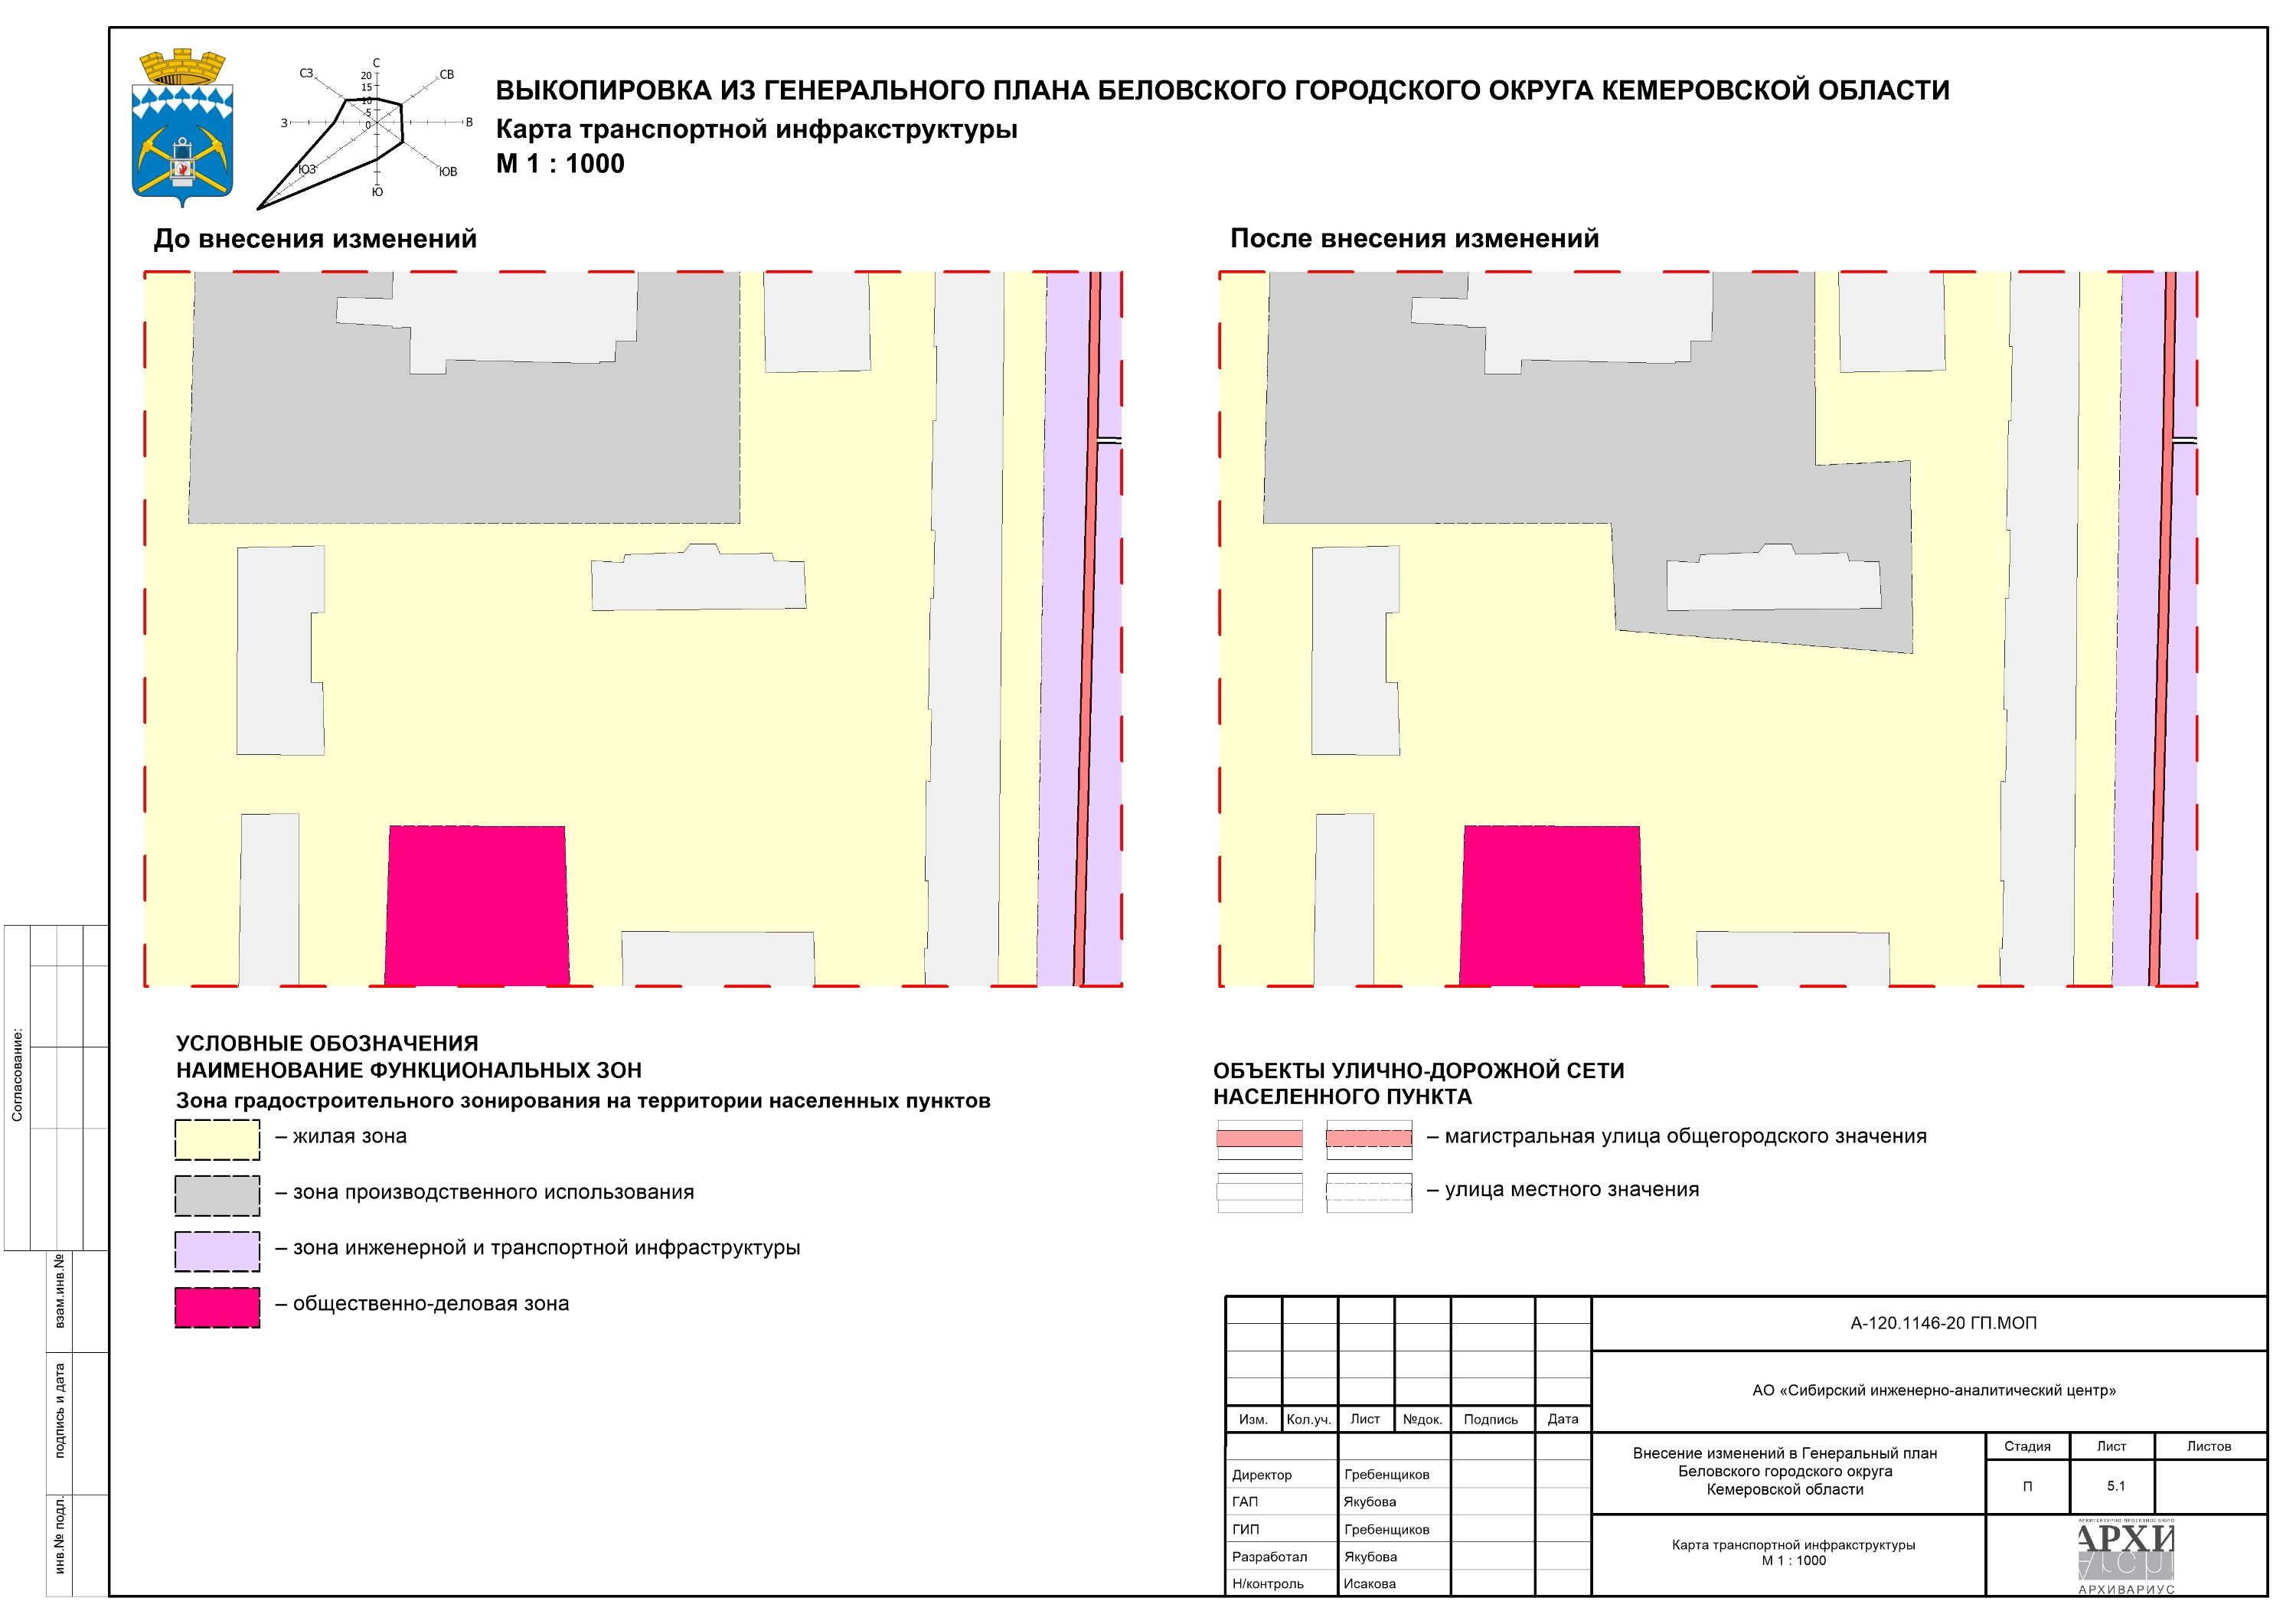 ВЫКОПИРОВКА ИЗ ГЕНЕРАЛЬНОГО ПЛАНА БЕЛОВСКОГО ГОРОДСКОГО ОКРУГА КЕМЕРОВСКОЙ ОБЛАСТИ
Карта транспортной инфракструктуры
М 1 : 1000
С
СВ
В
ЮВ
Ю
ЮЗ
З
СЗ
20
15
10
5
0
До внесения изменений
После внесения изменений
УСЛОВНЫЕ ОБОЗНАЧЕНИЯ
НАИМЕНОВАНИЕ ФУНКЦИОНАЛЬНЫХ ЗОН
Зона градостроительного зонирования на территории населенных пунктов
– жилая зона
– зона производственного использования
– зона инженерной и транспортной инфраструктуры
– общественно-деловая зона
ОБЪЕКТЫ УЛИЧНО-ДОРОЖНОЙ СЕТИ
НАСЕЛЕННОГО ПУНКТА
– магистральная улица общегородского значения
– улица местного значения
Согласование:
взам.инв.№
подпись и дата
инв.№ подл.
А-120.1146-20 ГП.МОП
АО «Сибирский инженерно-аналитический центр»
Изм. Кол.уч. Лист №док. Подпись Дата
Внесение изменений в Генеральный план
Беловского городского округа
Кемеровской области
Стадия Лист Листов
П 5.1
Директор Гребенщиков
ГАП Якубова
ГИП Гребенщиков
Разработал Якубова
Н/контроль Исакова
Карта транспортной инфракструктуры
М 1 : 1000
АРХИТЕКТУРНО-ПРОЕКТНОЕ БЮРО
АРХИ
АРХИВАРИУС